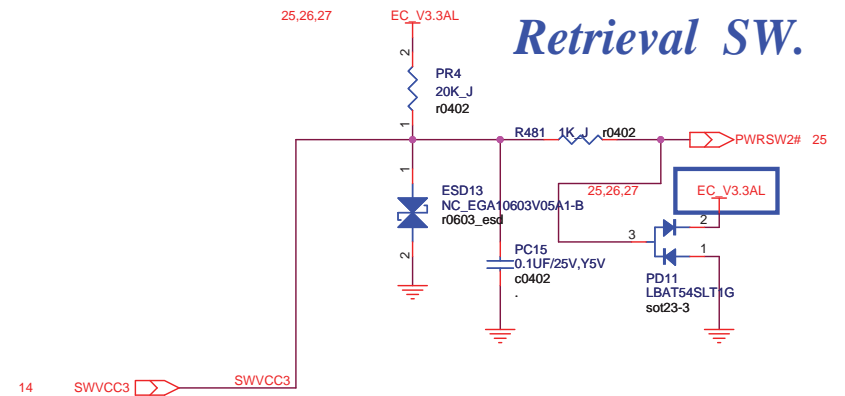 25,26,27
EC_V3.3AL
Retrieval SW.
2
PR4
20K_J
r0402
1
R481
1K_J
r0402
PWRSW2#
25
1
ESD13
NC_EGA10603V05A1-B
r0603_esd
2
25,26,27
EC_V3.3AL
2
3
1
PC15
0.1UF/25V,Y5V
c0402
.
PD11
LBAT54SLT1G
sot23-3
14
SWVCC3
SWVCC3